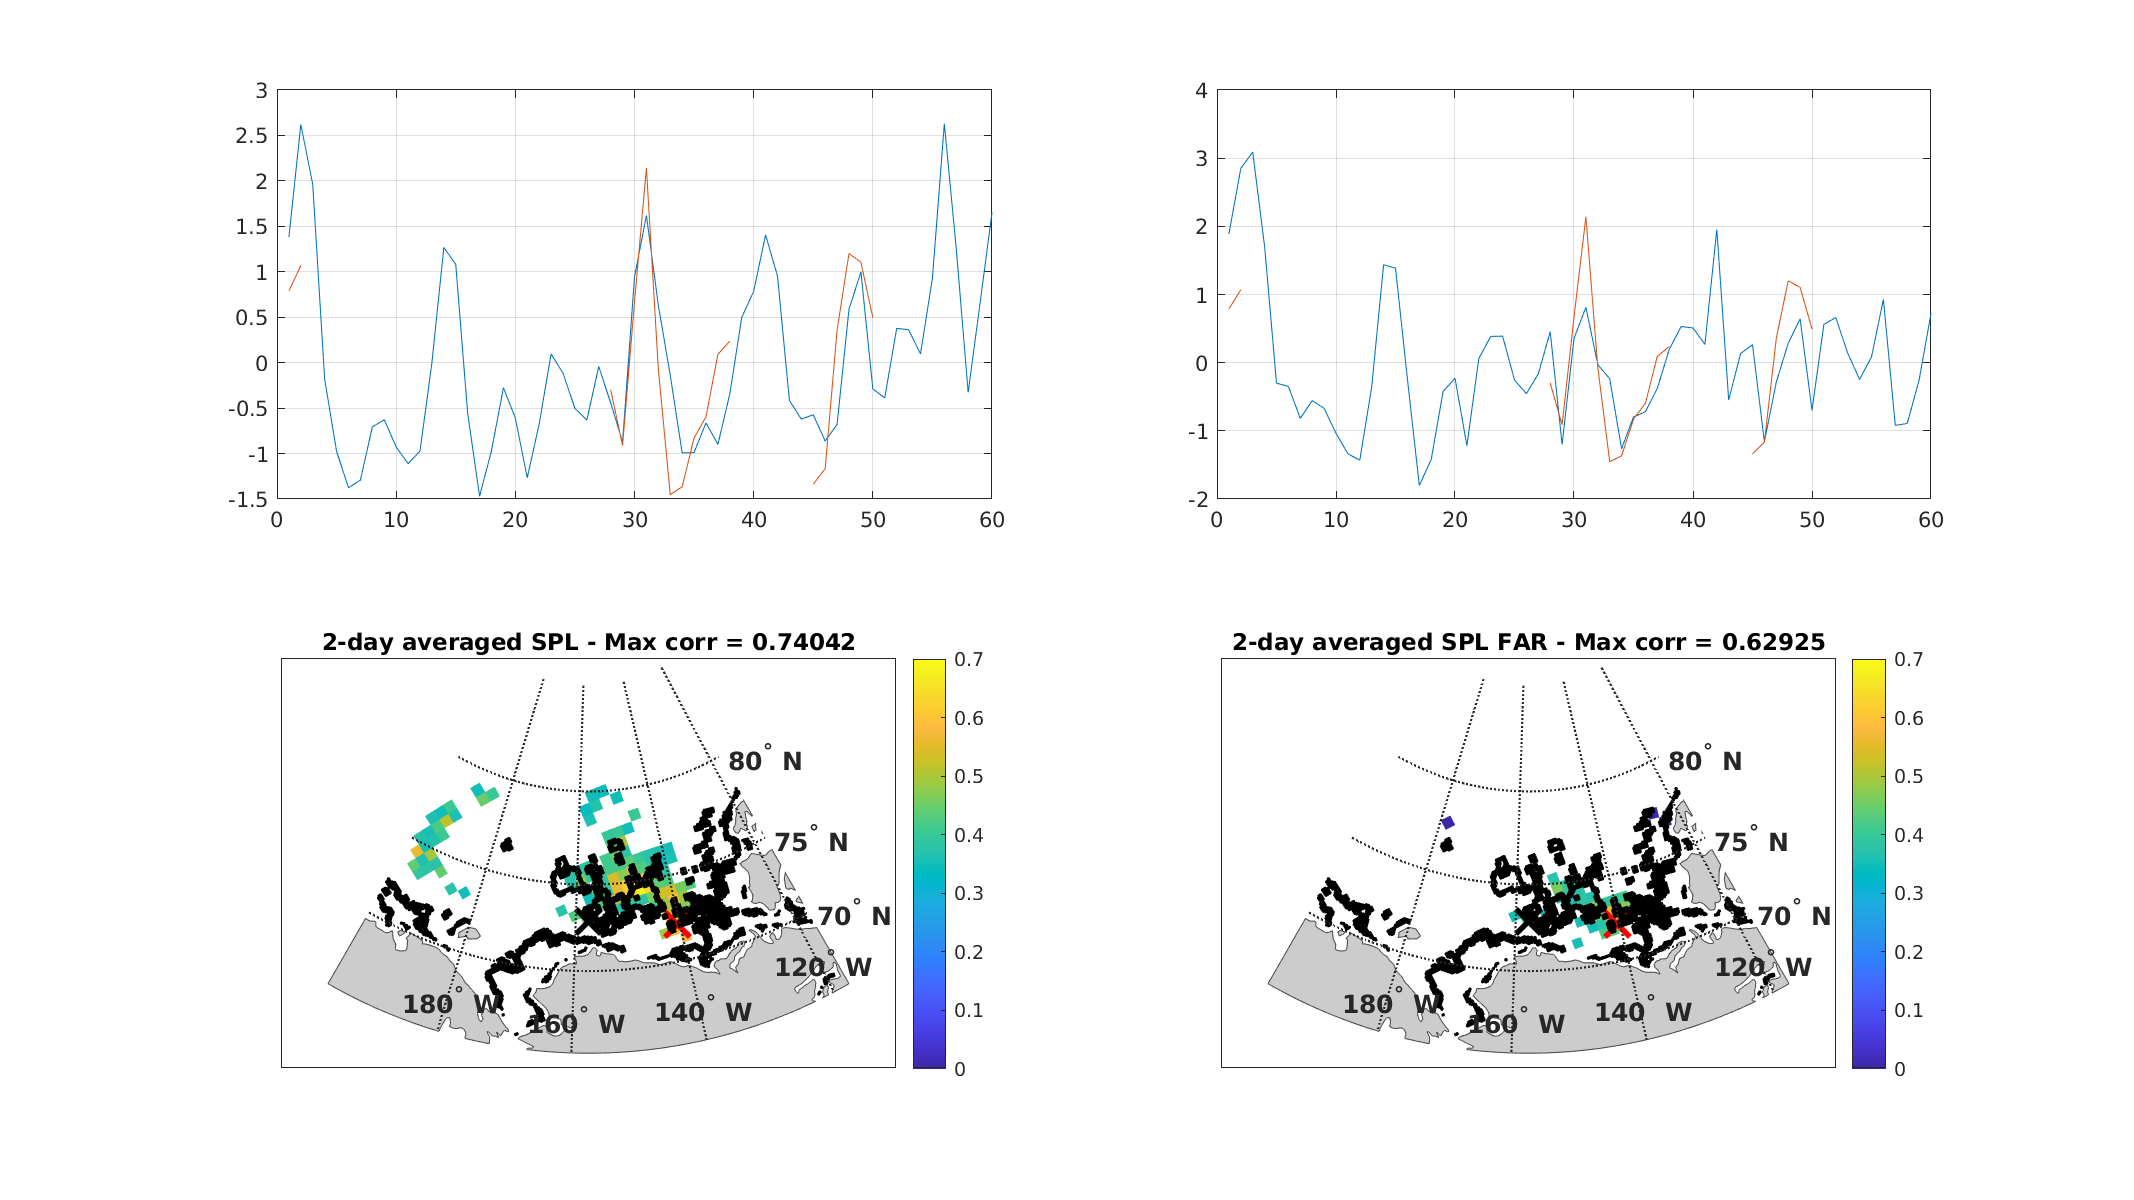 3
2.5
2
1.5
1
0.5
0
-0.5
-1
-1.5
0 10 20 30 40 50 60
4
3
2
1
0
-1
-2
0 10 20 30 40 50 60
2-day averaged SPL - Max corr = 0.74042
80° N
75° N
70° N
120° W
180° W
160° W
140° W
0.7
0.6
0.5
0.4
0.3
0.2
0.1
0
2-day averaged SPL FAR - Max corr = 0.62925
80° N
75° N
70° N
120° W
180° W
160° W
140° W
0.7
0.6
0.5
0.4
0.3
0.2
0.1
0